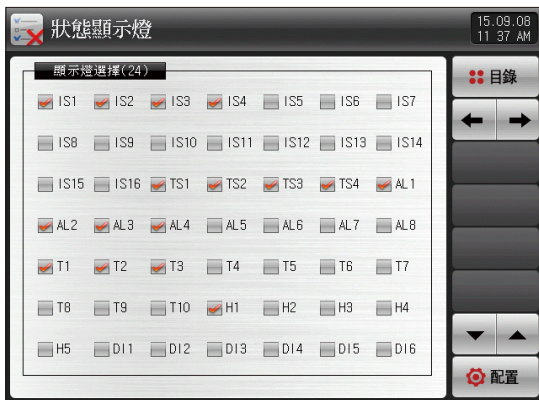 狀態顯示燈
15.09.08
11 37 AM
顯示燈選擇(24)
IS1 IS2 IS3 IS4 IS5 IS6 IS7
IS8 IS9 IS10 IS11 IS12 IS13 IS14
IS15 IS16 TS1 TS2 TS3 TS4 AL1
AL2 AL3 AL4 AL5 AL6 AL7 AL8
T1 T2 T3 T4 T5 T6 T7
T8 T9 T10 H1 H2 H3 H4
H5 DI1 DI2 DI3 DI4 DI5 DI6
目錄
配置